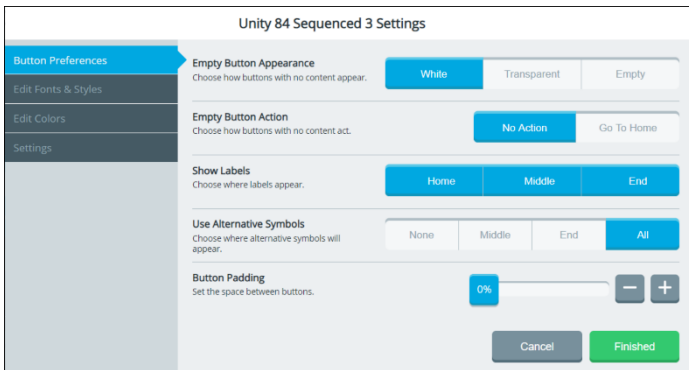 Unity 84 Sequenced 3 Settings
Button Preferences
Edit Fonts & Styles
Edit Colors
Settings
Empty Button Appearance
Choose how buttons with no content appear.
White
Transparent
Empty
Empty Button Action
Choose how buttons with no content act.
No Action
Go To Home
Show Labels
Choose where labels appear.
Home
Middle
End
Use Alternative Symbols
Choose where alternative symbols will
appear.
None
Middle
End
All
Button Padding
Set the space between buttons.
0%
Cancel
Finished